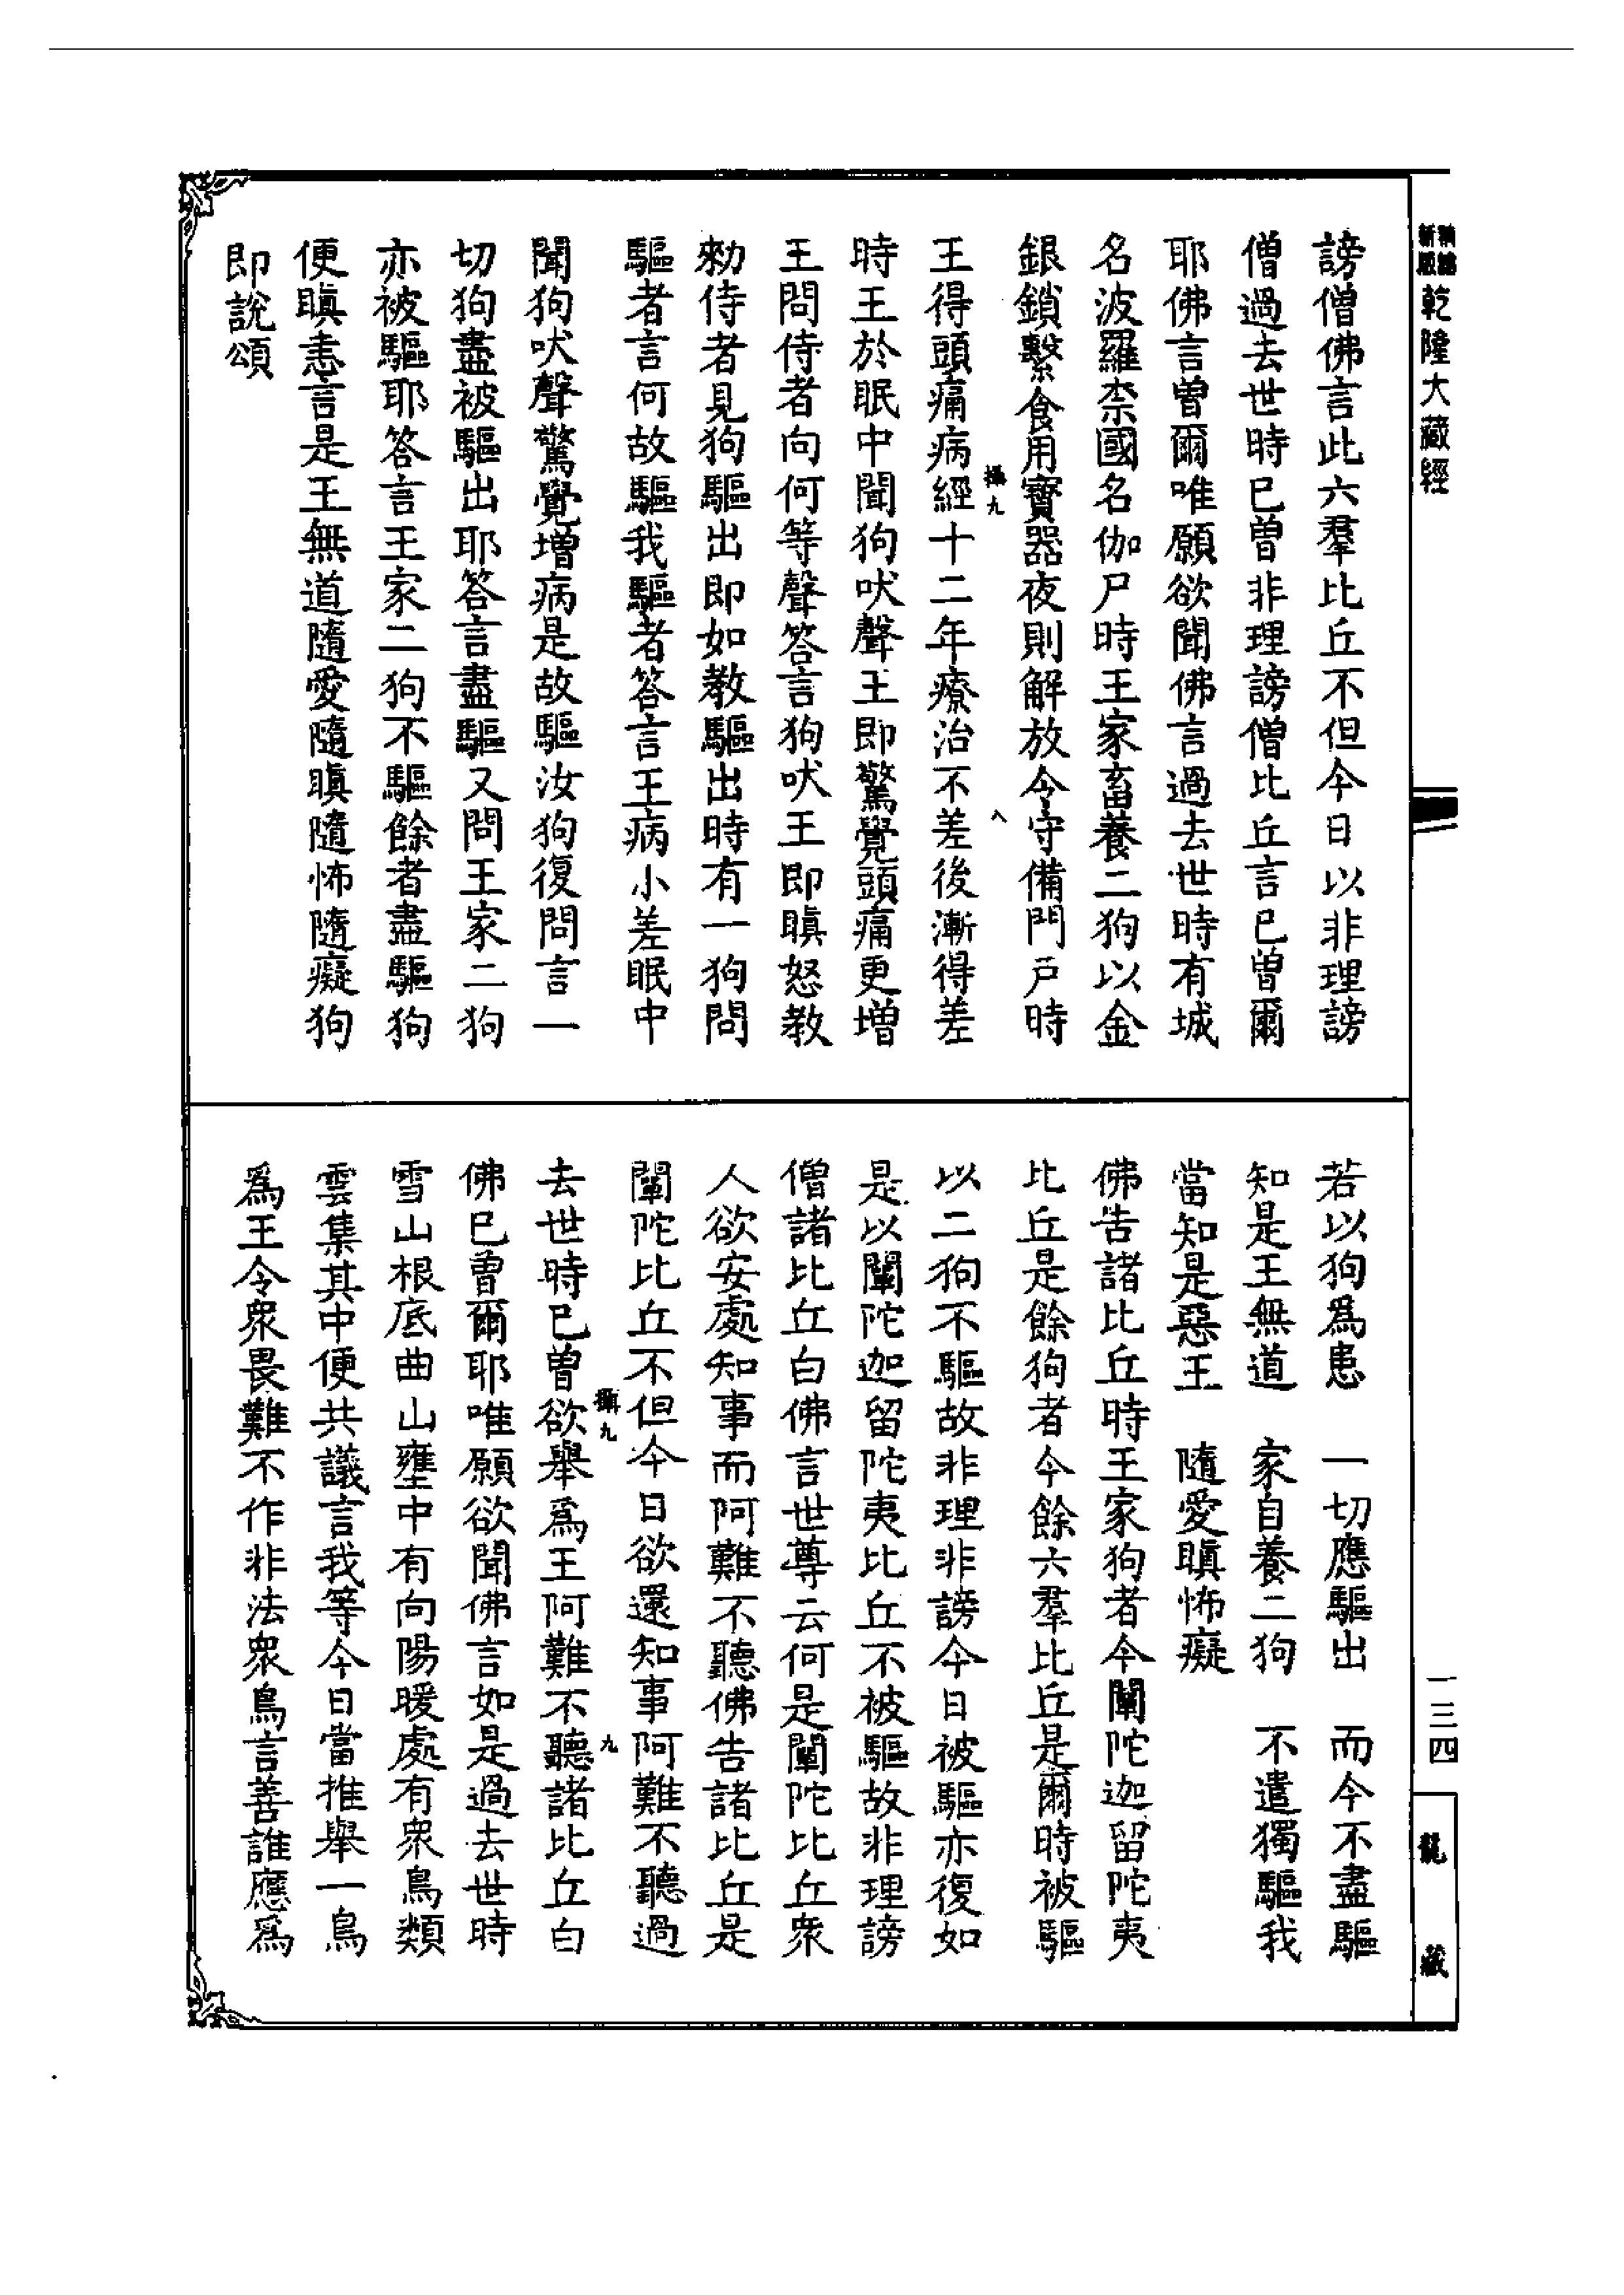 乾隆大藏經
謗僧佛言此六羣比丘不但今日以非理謗
僧過去世時已曾非理謗僧比丘言已曾爾
耶佛言曾爾唯願欲聞佛言過去世時有城
名波羅柰國名伽尸時王家畜養二狗以金
銀鎖繫食用寶器夜則解放令守備門戶時
攝九
八
王得頭痛病經十二年療治不差後漸得差
時王於眠中聞狗吠聲王即驚覺頭痛更增
王問侍者向何等聲答言狗吠王即瞋怒教
勑侍者見狗驅出即如教驅出時有一狗問
驅者言何故驅我驅者答言王病小差眠中
聞狗吠聲驚覺增病是故驅汝狗復問言一
切狗盡被驅出耶答言盡驅又問王家二狗
亦被驅耶答言王家二狗不驅餘者盡驅狗
便瞋恚言是王無道隨愛隨瞋隨怖隨癡狗
即說頌
若以狗爲患　一切應驅出　而今不盡驅
知是王無道　家自養二狗　不遣獨驅我
當知是惡王　隨愛瞋怖癡
佛告諸比丘時王家狗者今闡陀迦留陀夷
比丘是餘狗者今餘六羣比丘是爾時被驅
以二狗不驅故非理非謗今日被驅亦復如
是以闡陀迦留陀夷比丘不被驅故非理謗
僧諸比丘白佛言世尊云何是闡陀比丘衆
人欲安處知事而阿難不聽佛告諸比丘是
闡陀比丘不但今日欲還知事阿難不聽過
攝九
九
去世時已曾欲舉爲王阿難不聽諸比丘白
佛已曾爾耶唯願欲聞佛言如是過去世時
雪山根底曲山壅中有向陽暖處有衆鳥類
雲集其中便共議言我等今日當推舉一鳥
爲王令衆畏難不作非法衆鳥言善誰應爲
一三四
龍藏